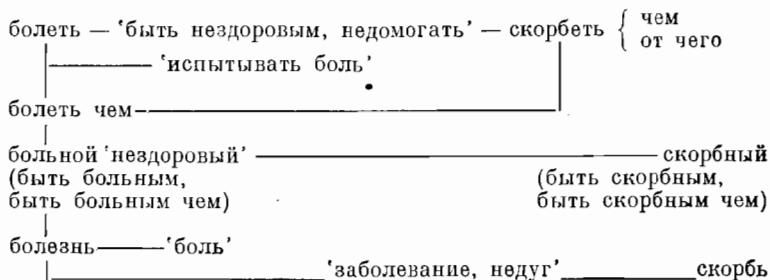 болеть — ‘быть нездоровым, недомогать’ — скорбеть { чем
от чего
‘испытывать боль’
болеть чем
больной ‘нездоровый’ — скорбный
(быть больным, (быть скорбным,
быть больным чем) быть скорбным чем)
болезнь — ‘боль’
‘заболевание, недуг’ скорбь